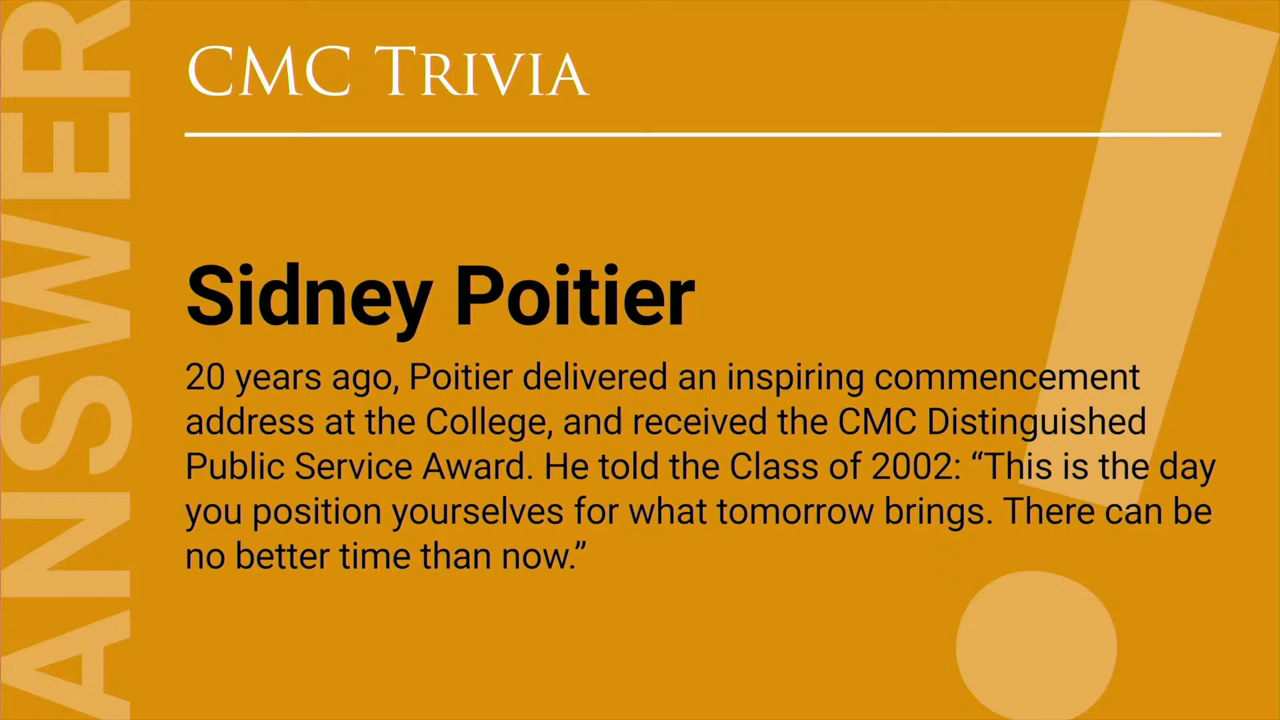 ANSWER
CMC TRIVIA
Sidney Poitier
20 years ago, Poitier delivered an inspiring commencement
address at the College, and received the CMC Distinguished
Public Service Award. He told the Class of 2002: “This is the day
you position yourselves for what tomorrow brings. There can be
no better time than now.”